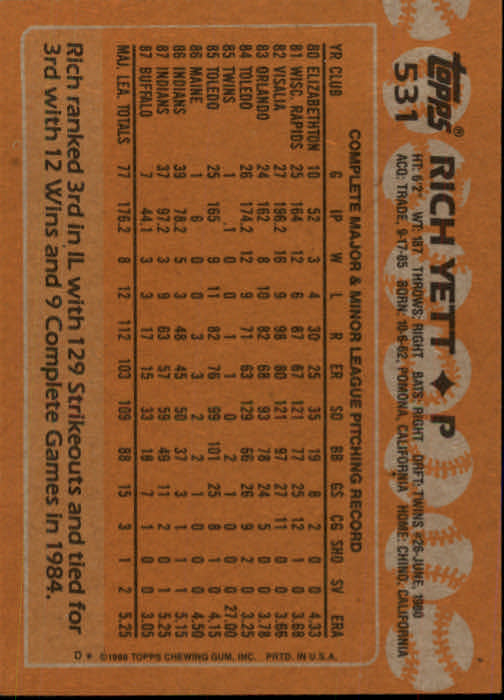 topps®
531
RICH YETT ♦ P
HT: 6'2" WT: 187 THROWS: RIGHT BATS: RIGHT DRAFT: TWINS #26-JUNE, 1980
ACQ: TRADE, 9-17-85 BORN: 10-6-62, POMONA, CALIFORNIA HOME: CHINO, CALIFORNIA
COMPLETE MAJOR & MINOR LEAGUE PITCHING RECORD
YR CLUB G IP W L R ER SO BB GS CG SHO SV ERA
80 ELIZABETHTON 10 52 3 4 30 25 35 19 8 2 0 0 4.33
81 WISC. RAPIDS 25 164 12 6 87 67 121 77 25 12 1 0 3.68
82 VISALIA 27 196.2 16 9 98 80 121 97 27 11 0 0 3.66
83 ORLANDO 24 162 8 10 82 68 93 78 24 5 0 0 3.78
84 TOLEDO 26 174.2 12 9 71 63 129 66 26 9 2 0 3.25
85 TWINS 1 .1 0 0 1 1 0 2 1 0 0 0 27.00
85 TOLEDO 25 165 9 11 82 76 99 101 25 8 1 0 4.15
86 MAINE 1 6 0 1 3 3 2 2 1 0 0 0 4.50
86 INDIANS 39 78.2 5 3 48 45 50 37 3 1 1 1 5.15
87 INDIANS 37 97.2 3 9 63 57 59 49 11 2 0 1 5.25
87 BUFFALO 7 44.1 3 3 17 15 33 18 7 1 0 0 3.05
MAJ. LEA. TOTALS 77 176.2 8 12 112 103 109 88 15 3 1 2 5.25
D* ©1988 TOPPS CHEWING GUM, INC. PRTD. IN U.S.A.
Rich ranked 3rd in IL with 129 Strikeouts and tied for
3rd with 12 Wins and 9 Complete Games in 1984.